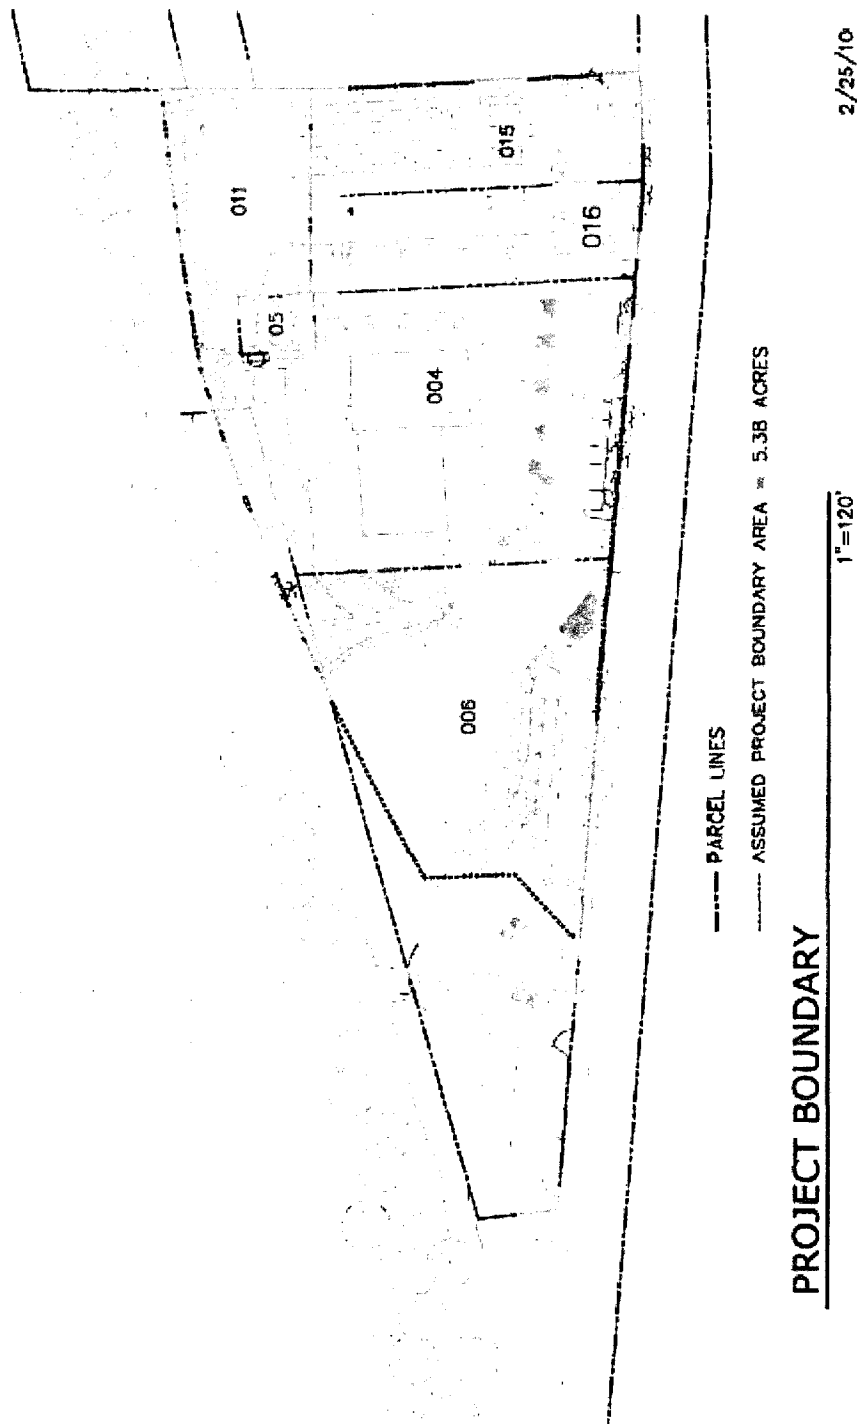 011
015
016
05
004
006
PARCEL LINES
ASSUMED PROJECT BOUNDARY AREA = 5.38 ACRES
PROJECT BOUNDARY
1"=120'
2/25/10